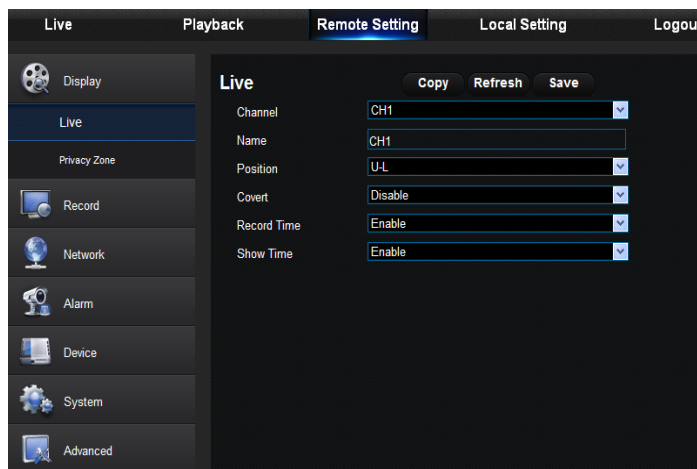 Live Playback Remote Setting Local Setting Logou
Display
Live
Privacy Zone
Record
Network
Alarm
Device
System
Advanced
Live Copy Refresh Save
Channel CH1
Name CH1
Position U-L
Covert Disable
Record Time Enable
Show Time Enable